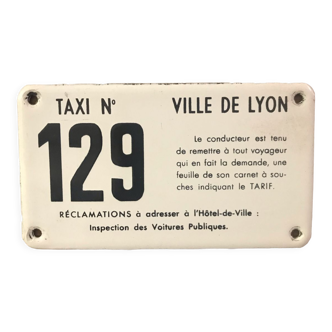 TAXI Nº VILLE DE LYON
129
Le conducteur est tenu
de remettre à tout voyageur
qui en fait la demande, une
feuille de son carnet à sou-
ches indiquant le TARIF.
RÉCLAMATIONS à adresser à l'Hôtel-de-Ville :
Inspection des Voitures Publiques.